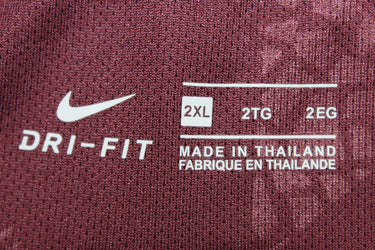 DRI-FIT
2XL 2TG 2EG
MADE IN THAILAND
FABRIQUE EN THAILANDE